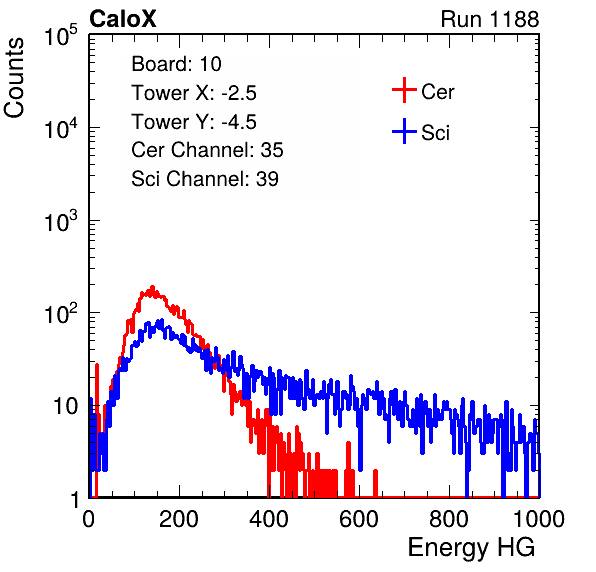 CaloX Run 1188
Counts
Board: 10
Tower X: -2.5
Tower Y: -4.5
Cer Channel: 35
Sci Channel: 39
Cer
Sci
10^5
10^4
10^3
10^2
10
1
0 200 400 600 800 1000
Energy HG